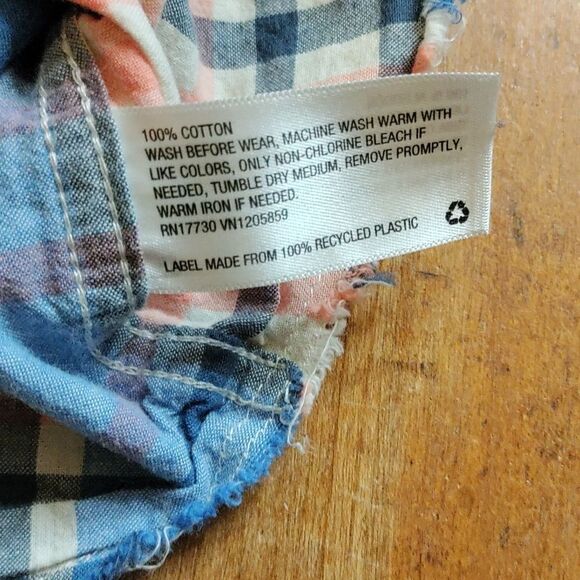 100% COTTON
WASH BEFORE WEAR, MACHINE WASH WARM WITH
LIKE COLORS, ONLY NON-CHLORINE BLEACH IF
NEEDED, TUMBLE DRY MEDIUM, REMOVE PROMPTLY,
WARM IRON IF NEEDED.
RN17730 VN1205859
LABEL MADE FROM 100% RECYCLED PLASTIC